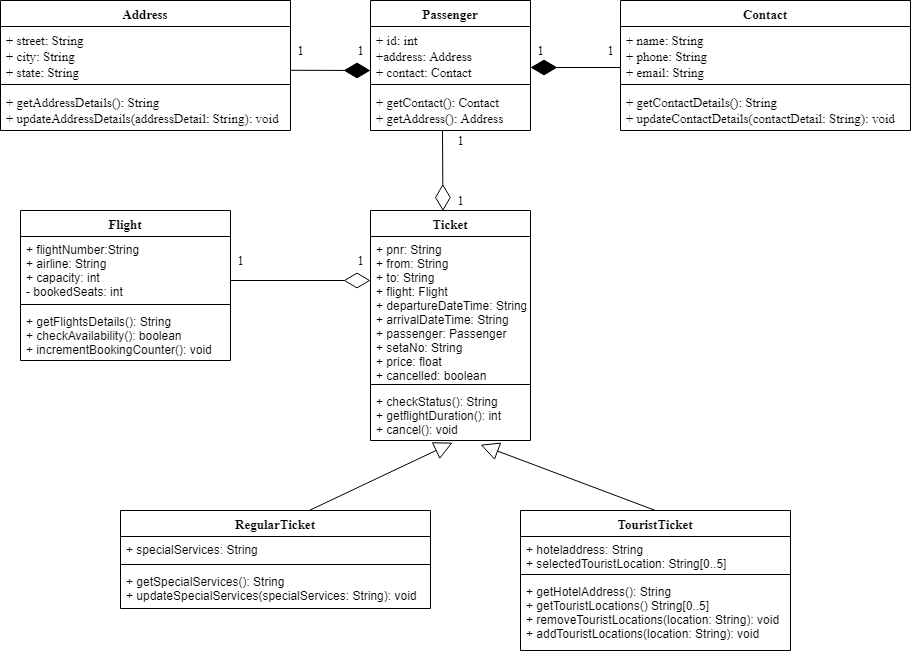 Address
+ street: String
+ city: String
+ state: String
+ getAddressDetails(): String
+ updateAddressDetails(addressDetail: String): void
1
1
Passenger
+ id: int
+address: Address
+ contact: Contact
+ getContact(): Contact
+ getAddress(): Address
1
1
Contact
+ name: String
+ phone: String
+ email: String
+ getContactDetails(): String
+ updateContactDetails(contactDetail: String): void
1
1
Flight
+ flightNumber:String
+ airline: String
+ capacity: int
- bookedSeats: int
+ getFlightsDetails(): String
+ checkAvailability(): boolean
+ incrementBookingCounter(): void
1
1
Ticket
+ pnr: String
+ from: String
+ to: String
+ flight: Flight
+ departureDateTime: String
+ arrivalDateTime: String
+ passenger: Passenger
+ setaNo: String
+ price: float
+ cancelled: boolean
+ checkStatus(): String
+ getflightDuration(): int
+ cancel(): void
RegularTicket
+ specialServices: String
+ getSpecialServices(): String
+ updateSpecialServices(specialServices: String): void
TouristTicket
+ hoteladdress: String
+ selectedTouristLocation: String[0..5]
+ getHotelAddress(): String
+ getTouristLocations() String[0..5]
+ removeTouristLocations(location: String): void
+ addTouristLocations(location: String): void